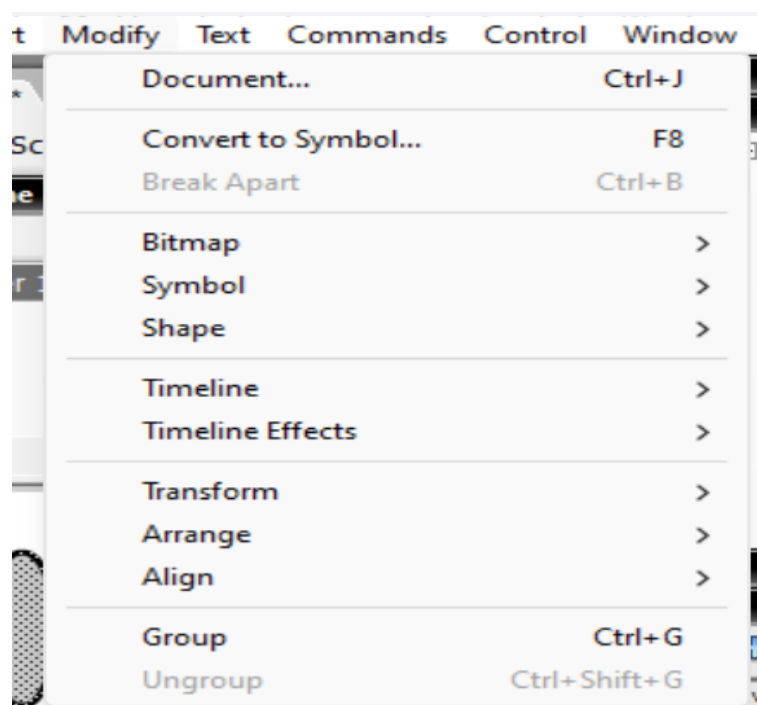 Modify Text Commands Control Window
Document... Ctrl+J
Convert to Symbol... F8
Break Apart Ctrl+B
Bitmap >
Symbol >
Shape >
Timeline >
Timeline Effects >
Transform >
Arrange >
Align >
Group Ctrl+G
Ungroup Ctrl+Shift+G